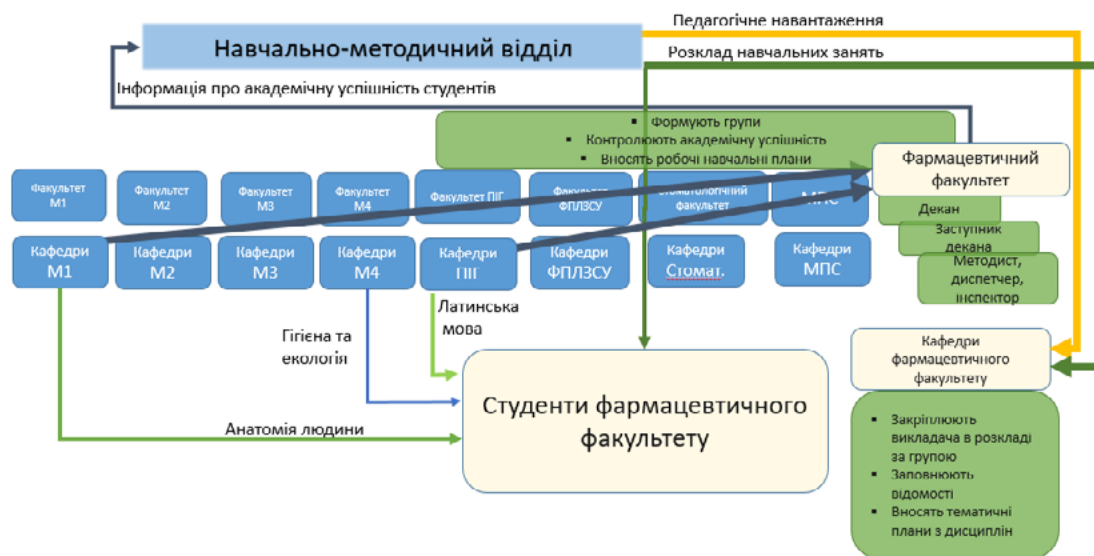 Педагогічне навантаження
Навчально-методичний відділ
Розклад навчальних занять
Інформація про академічну успішність студентів
Формують групи
Контролюють академічну успішність
Вносять робочі навчальні плани
Фармацевтичний
факультет
Факультет
М1
Факультет
М2
Факультет
М3
Факультет
М4
Факультет ПІГ
Факультет
ФПЛЗСУ
Стоматологічний
факультет
МПС
Декан
Заступник
декана
Методист,
диспетчер,
інспектор
Кафедри
М1
Кафедри
М2
Кафедри
М3
Кафедри
М4
Кафедри
ПІГ
Кафедри
ФПЛЗСУ
Кафедри
Стомат.
Кафедри
МПС
Латинська
мова
Гігієна та
екологія
Анатомія людини
Студенти фармацевтичного
факультету
Кафедри
фармацевтичного
факультету
Закріплюють
викладача в розкладі
за групою
Заповнюють
відомості
Вносять тематичні
плани з дисциплін